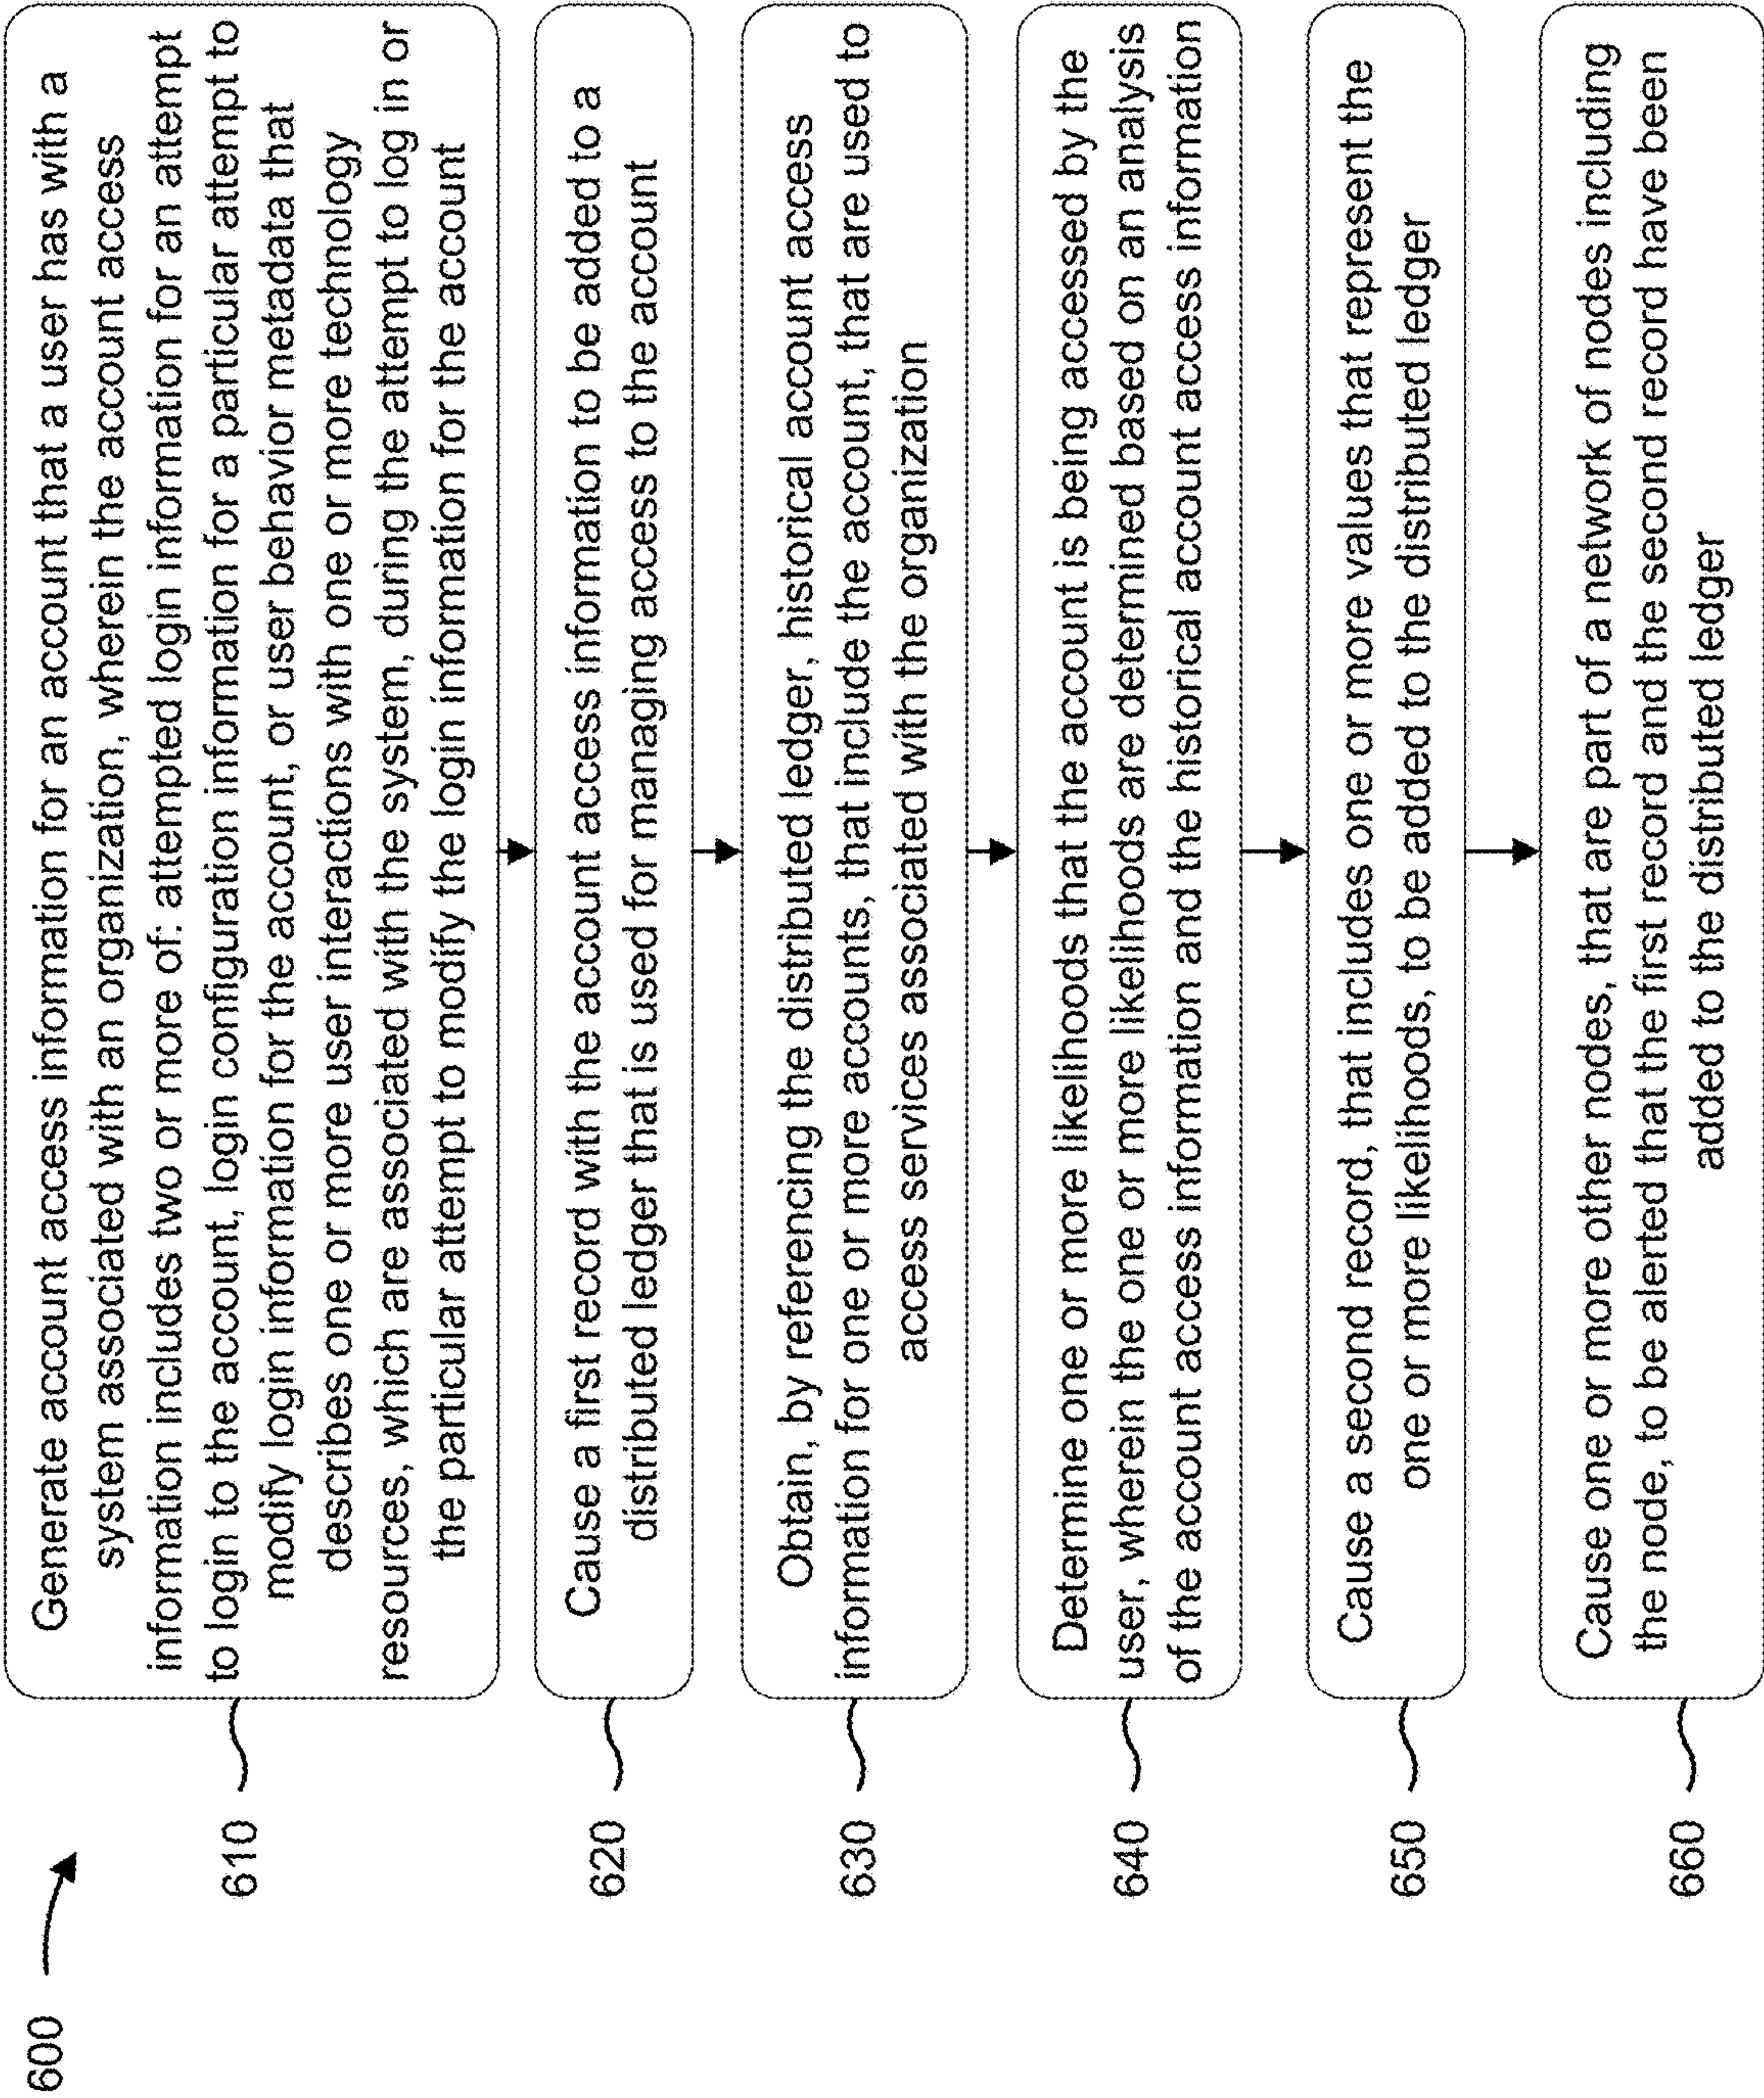 600
610
Generate account access information for an account that a user has with a
system associated with an organization, wherein the account access
information includes two or more of: attempted login information for an attempt
to login to the account, login configuration information for a particular attempt to
modify login information for the account, or user behavior metadata that
describes one or more user interactions with one or more technology
resources, which are associated with the system, during the attempt to log in or
the particular attempt to modify the login information for the account
620
Cause a first record with the account access information to be added to a
distributed ledger that is used for managing access to the account
630
Obtain, by referencing the distributed ledger, historical account access
information for one or more accounts, that include the account, that are used to
access services associated with the organization
640
Determine one or more likelihoods that the account is being accessed by the
user, wherein the one or more likelihoods are determined based on an analysis
of the account access information and the historical account access information
650
Cause a second record, that includes one or more values that represent the
one or more likelihoods, to be added to the distributed ledger
660
Cause one or more other nodes, that are part of a network of nodes including
the node, to be alerted that the first record and the second record have been
added to the distributed ledger